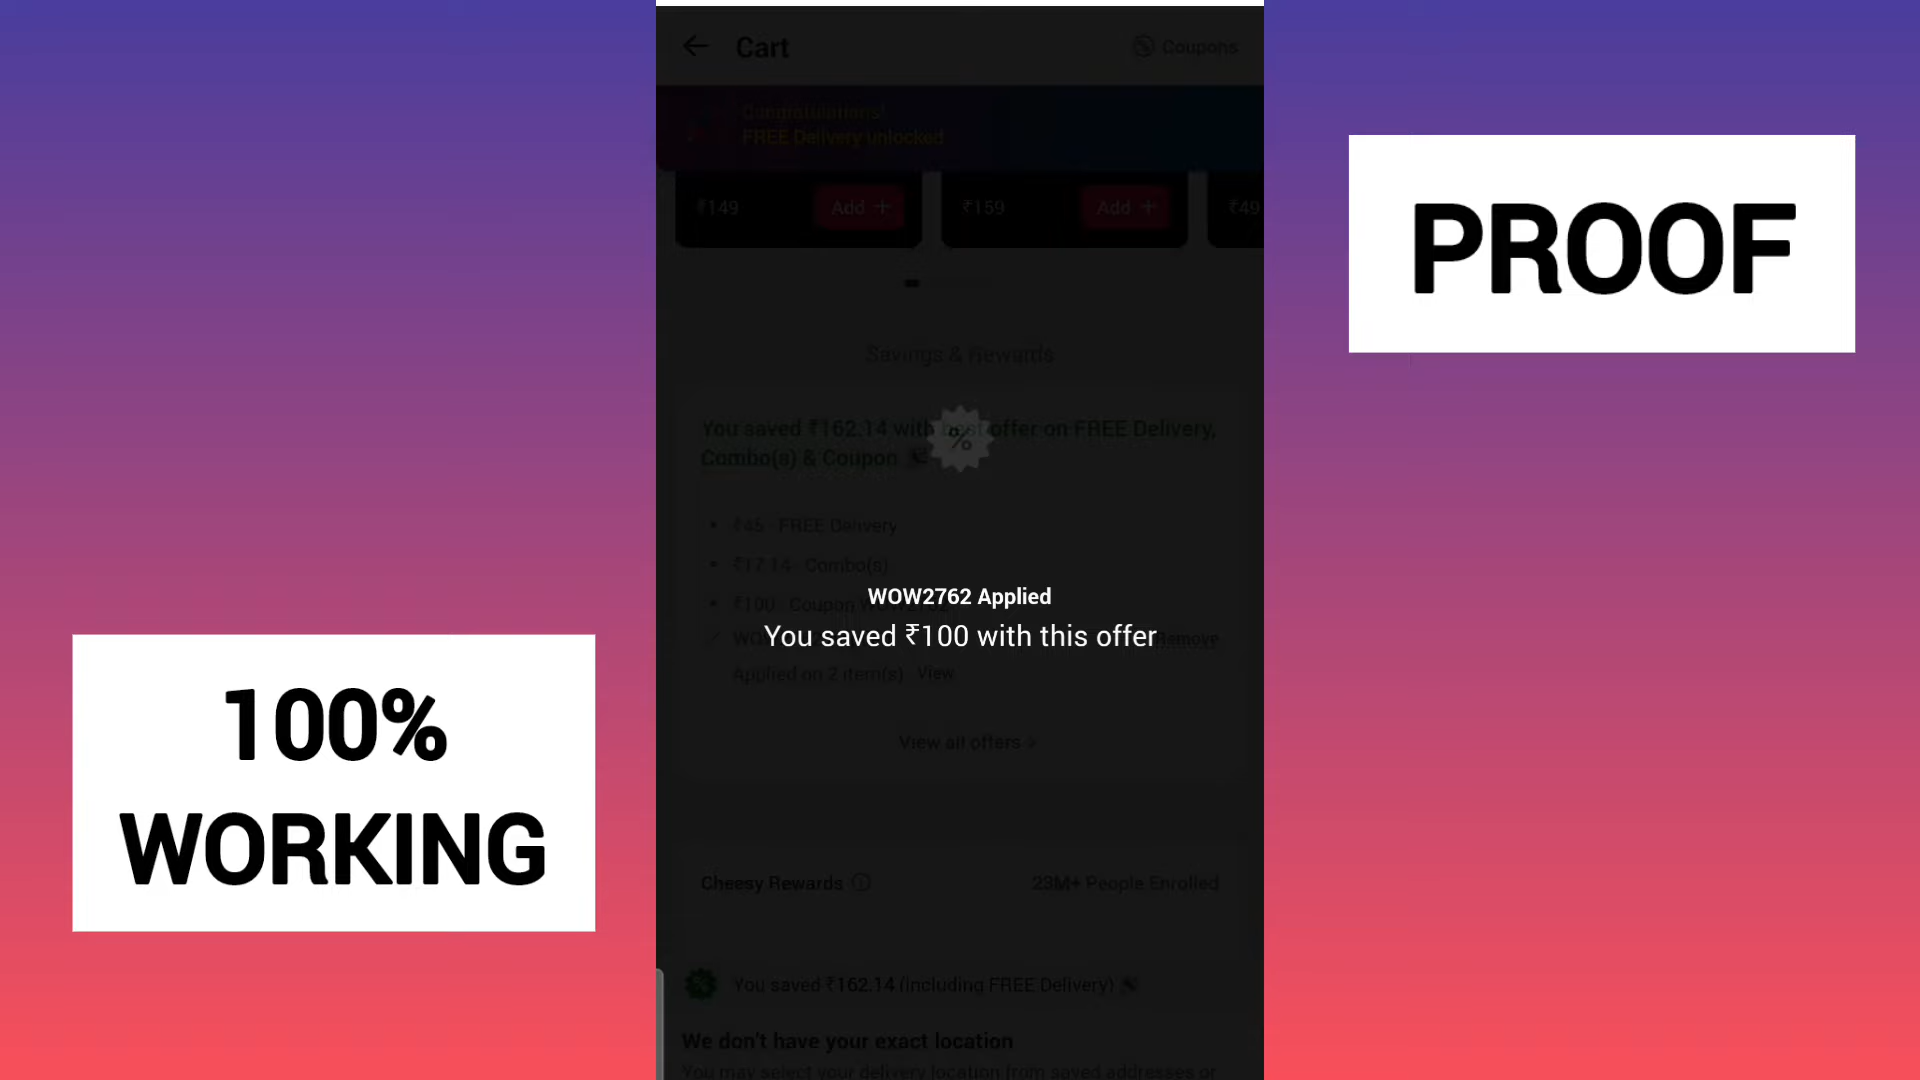 Cart
Coupons
Congratulations!
FREE Delivery unlocked
₹149
Add +
₹159
Add +
₹49
PROOF
Savings & Rewards
You saved ₹162.14 with best offer on FREE Delivery,
Combo(s) & Coupon
%
• ₹45 - FREE Delivery
• ₹17.14 - Combo(s)
• ₹100 - Coupon WOW2762
WOW2762 Applied
You saved ₹100 with this offer
Remove
Applied on 2 item(s) View
View all offers >
100%
WORKING
Cheesy Rewards
23M+ People Enrolled
You saved ₹162.14 (including FREE Delivery)
We don't have your exact location
You may select your delivery location from saved addresses or